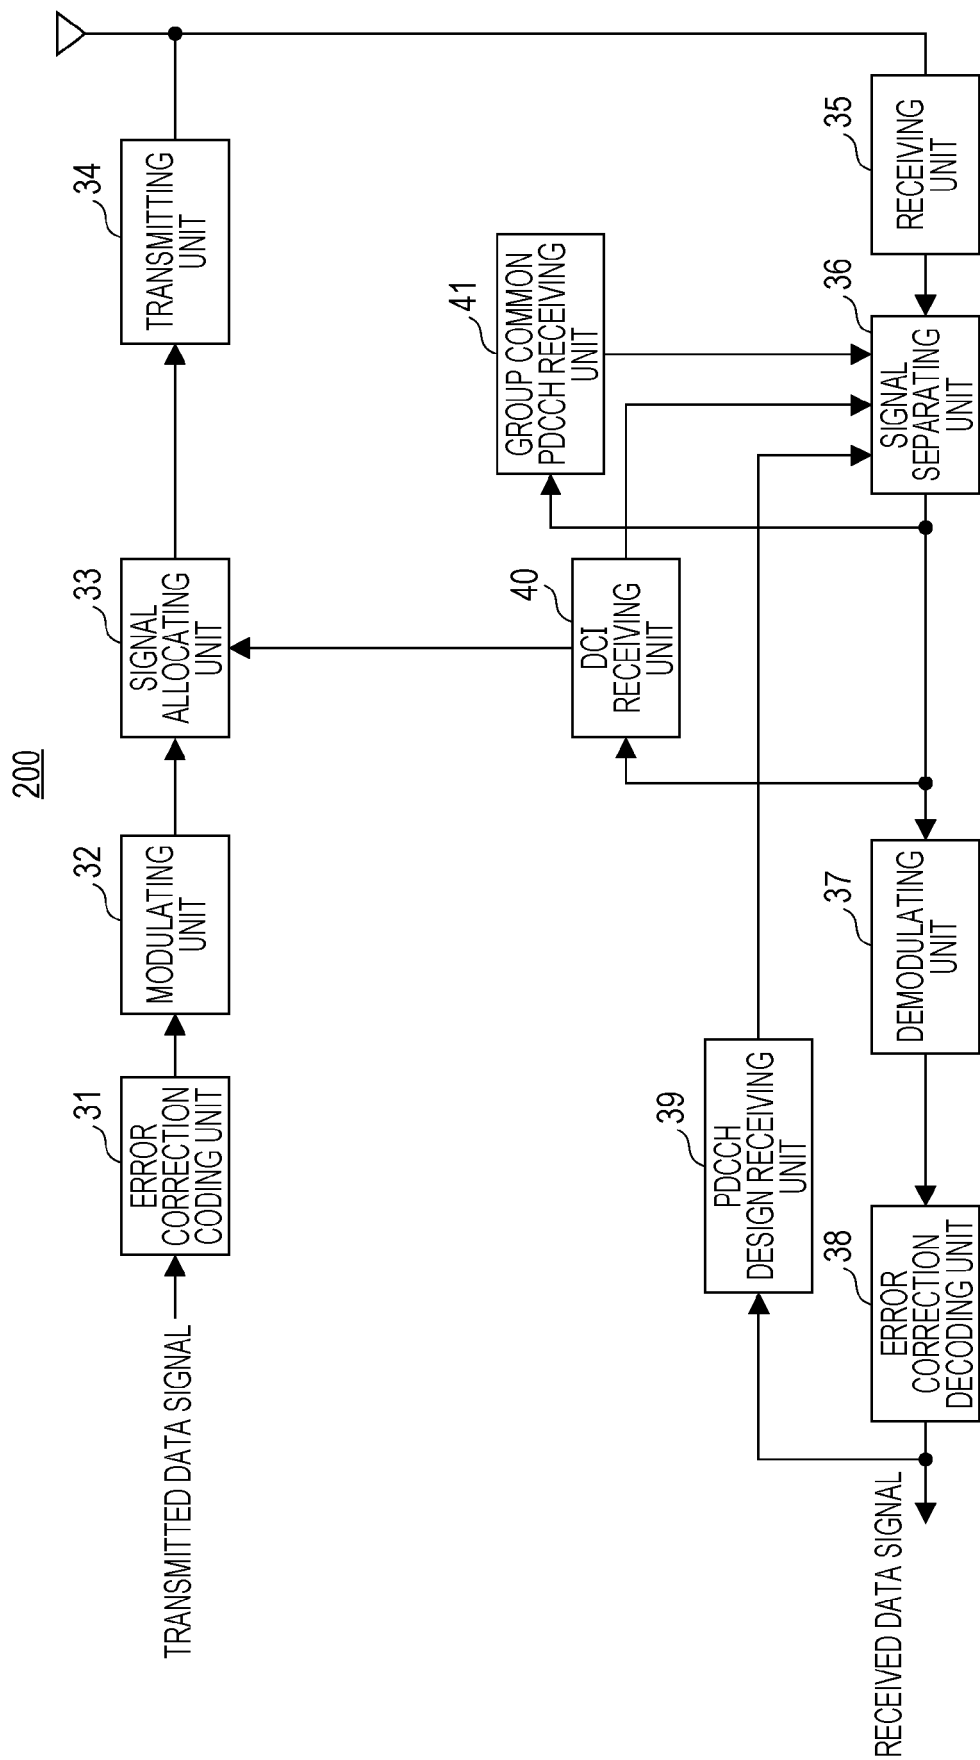 200
TRANSMITTED DATA SIGNAL
31
ERROR
CORRECTION
CODING UNIT
32
MODULATING
UNIT
33
SIGNAL
ALLOCATING
UNIT
34
TRANSMITTING
UNIT
41
GROUP COMMON
PDCCH RECEIVING
UNIT
40
DCI
RECEIVING
UNIT
39
PDCCH
DESIGN RECEIVING
UNIT
RECEIVED DATA SIGNAL
38
ERROR
CORRECTION
DECODING UNIT
37
DEMODULATING
UNIT
36
SIGNAL
SEPARATING
UNIT
35
RECEIVING
UNIT